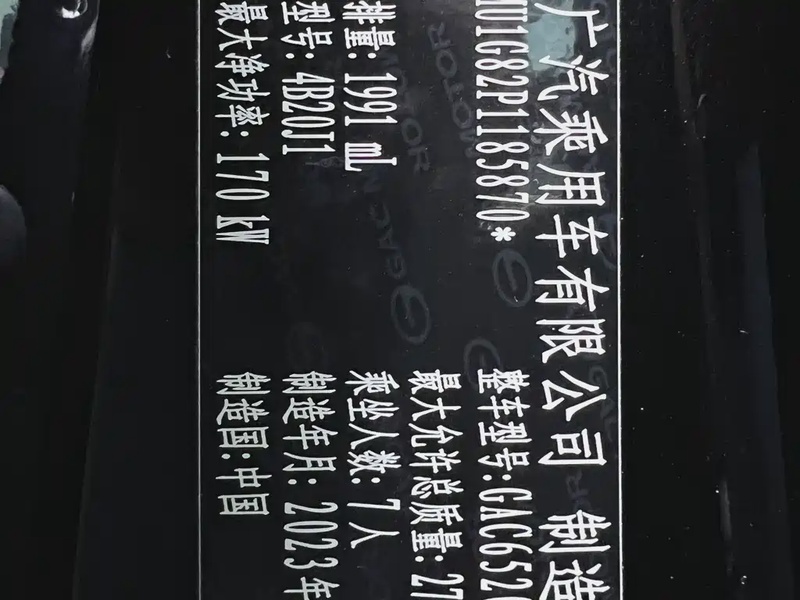 广汽乘用车有限公司 制造
MU1G82P1185870*
整车型号:GAC652
最大允许总质量:27
排量: 1991 mL
乘坐人数: 7人
型号: 4B20J1
制造年月: 2023年
最大净功率: 170 kW
制造国:中国
GAC MOTOR